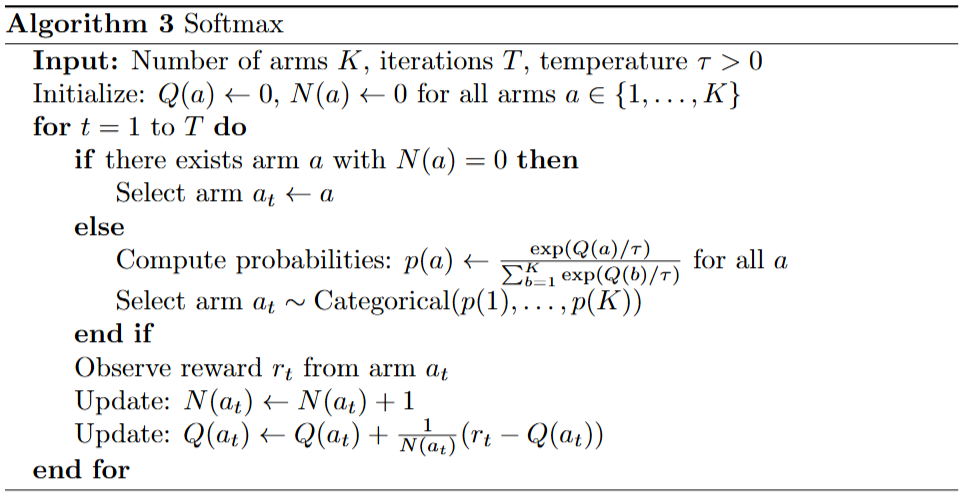 Algorithm 3 Softmax
Input: Number of arms K, iterations T, temperature τ > 0
Initialize: Q(a) ← 0, N(a) ← 0 for all arms a ∈ {1, . . . , K}
for t = 1 to T do
if there exists arm a with N(a) = 0 then
Select arm a_t ← a
else
Compute probabilities: p(a) ← \frac{exp(Q(a)/τ)}{∑_{b=1}^{K} exp(Q(b)/τ)} for all a
Select arm a_t ∼ Categorical(p(1), . . . , p(K))
end if
Observe reward r_t from arm a_t
Update: N(a_t) ← N(a_t) + 1
Update: Q(a_t) ← Q(a_t) + \frac{1}{N(a_t)}(r_t − Q(a_t))
end for